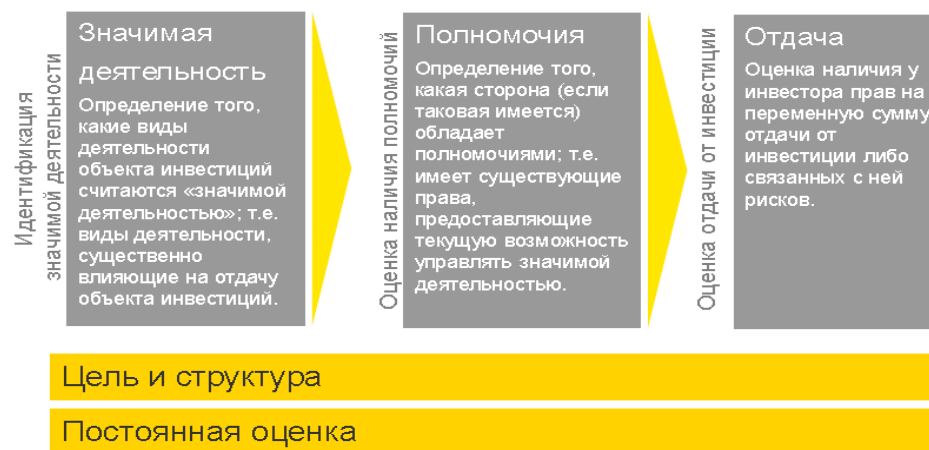 Идентификация
значимой деятельности
Значимая
деятельность
Определение того,
какие виды
деятельности
объекта инвестиций
считаются «значимой
деятельностью»; т.е.
виды деятельности,
существенно
влияющие на отдачу
объекта инвестиций.
Оценка наличия полномочий
Полномочия
Определение того,
какая сторона (если
таковая имеется)
обладает
полномочиями; т.е.
имеет существующие
права,
предоставляющие
текущую возможность
управлять значимой
деятельностью.
Оценка отдачи от инвестиции
Отдача
Оценка наличия у
инвестора прав на
переменную сумму
отдачи от
инвестиции либо
связанных с ней
рисков.
Цель и структура
Постоянная оценка